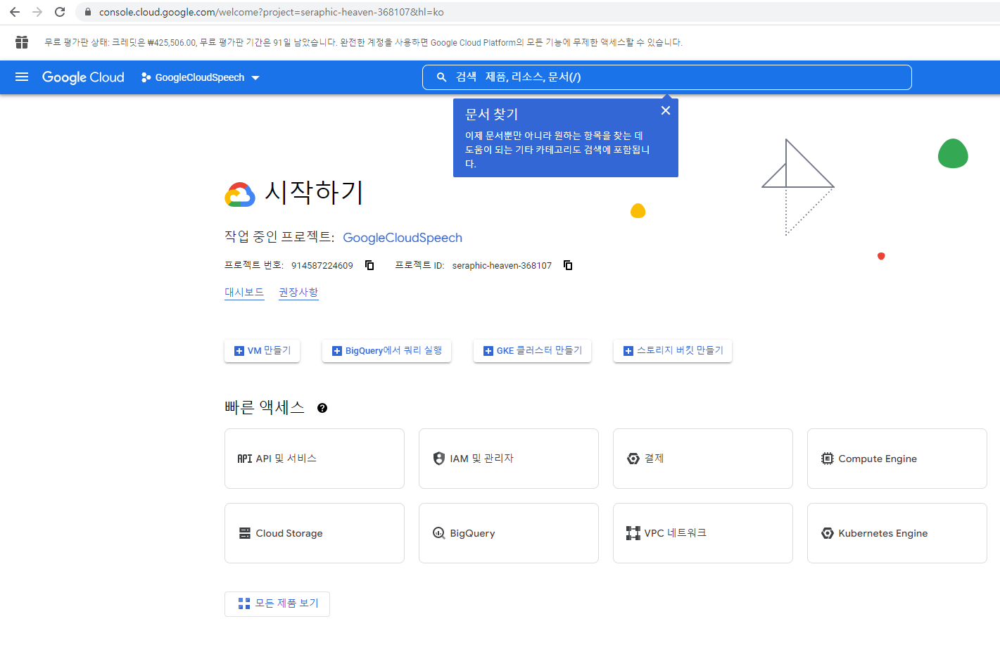 console.cloud.google.com/welcome?project=seraphic-heaven-368107&hl=ko
무료 평가판 상태: 크레딧은 ₩425,506.00, 무료 평가판 기간은 91일 남았습니다. 완전한 계정을 사용하면 Google Cloud Platform의 모든 기능에 무제한 액세스할 수 있습니다.
Google Cloud GoogleCloudSpeech 검색 제품, 리소스, 문서(/)
문서 찾기
이제 문서뿐만 아니라 원하는 항목을 찾는 데
도움이 되는 기타 카테고리도 검색에 포함됩니
다.
시작하기
작업 중인 프로젝트: GoogleCloudSpeech
프로젝트 번호: 914587224609 프로젝트 ID: seraphic-heaven-368107
대시보드 권장사항
VM 만들기 BigQuery에서 쿼리 실행 GKE 클러스터 만들기 스토리지 버킷 만들기
빠른 액세스
API API 및 서비스 IAM 및 관리자 결제 Compute Engine
Cloud Storage BigQuery VPC 네트워크 Kubernetes Engine
모든 제품 보기